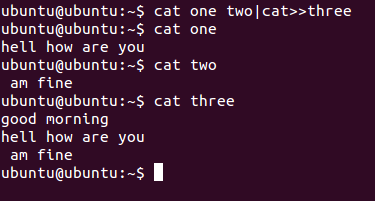 ubuntu@ubuntu:~$ cat one two|cat>>three
ubuntu@ubuntu:~$ cat one
hell how are you
ubuntu@ubuntu:~$ cat two
 am fine
ubuntu@ubuntu:~$ cat three
good morning
hell how are you
 am fine
ubuntu@ubuntu:~$